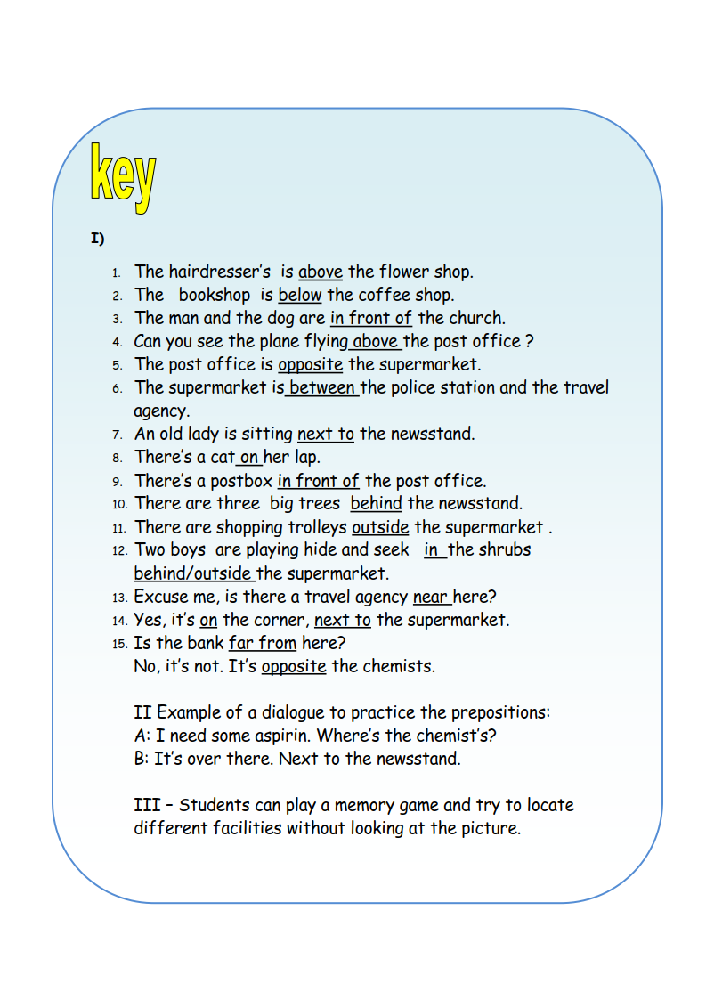 key
I)
1. The hairdresser's is above the flower shop.
2. The bookshop is below the coffee shop.
3. The man and the dog are in front of the church.
4. Can you see the plane flying above the post office ?
5. The post office is opposite the supermarket.
6. The supermarket is between the police station and the travel
agency.
7. An old lady is sitting next to the newsstand.
8. There's a cat on her lap.
9. There's a postbox in front of the post office.
10. There are three big trees behind the newsstand.
11. There are shopping trolleys outside the supermarket .
12. Two boys are playing hide and seek in the shrubs
behind/outside the supermarket.
13. Excuse me, is there a travel agency near here?
14. Yes, it's on the corner, next to the supermarket.
15. Is the bank far from here?
No, it's not. It's opposite the chemists.
II Example of a dialogue to practice the prepositions:
A: I need some aspirin. Where's the chemist's?
B: It's over there. Next to the newsstand.
III – Students can play a memory game and try to locate
different facilities without looking at the picture.